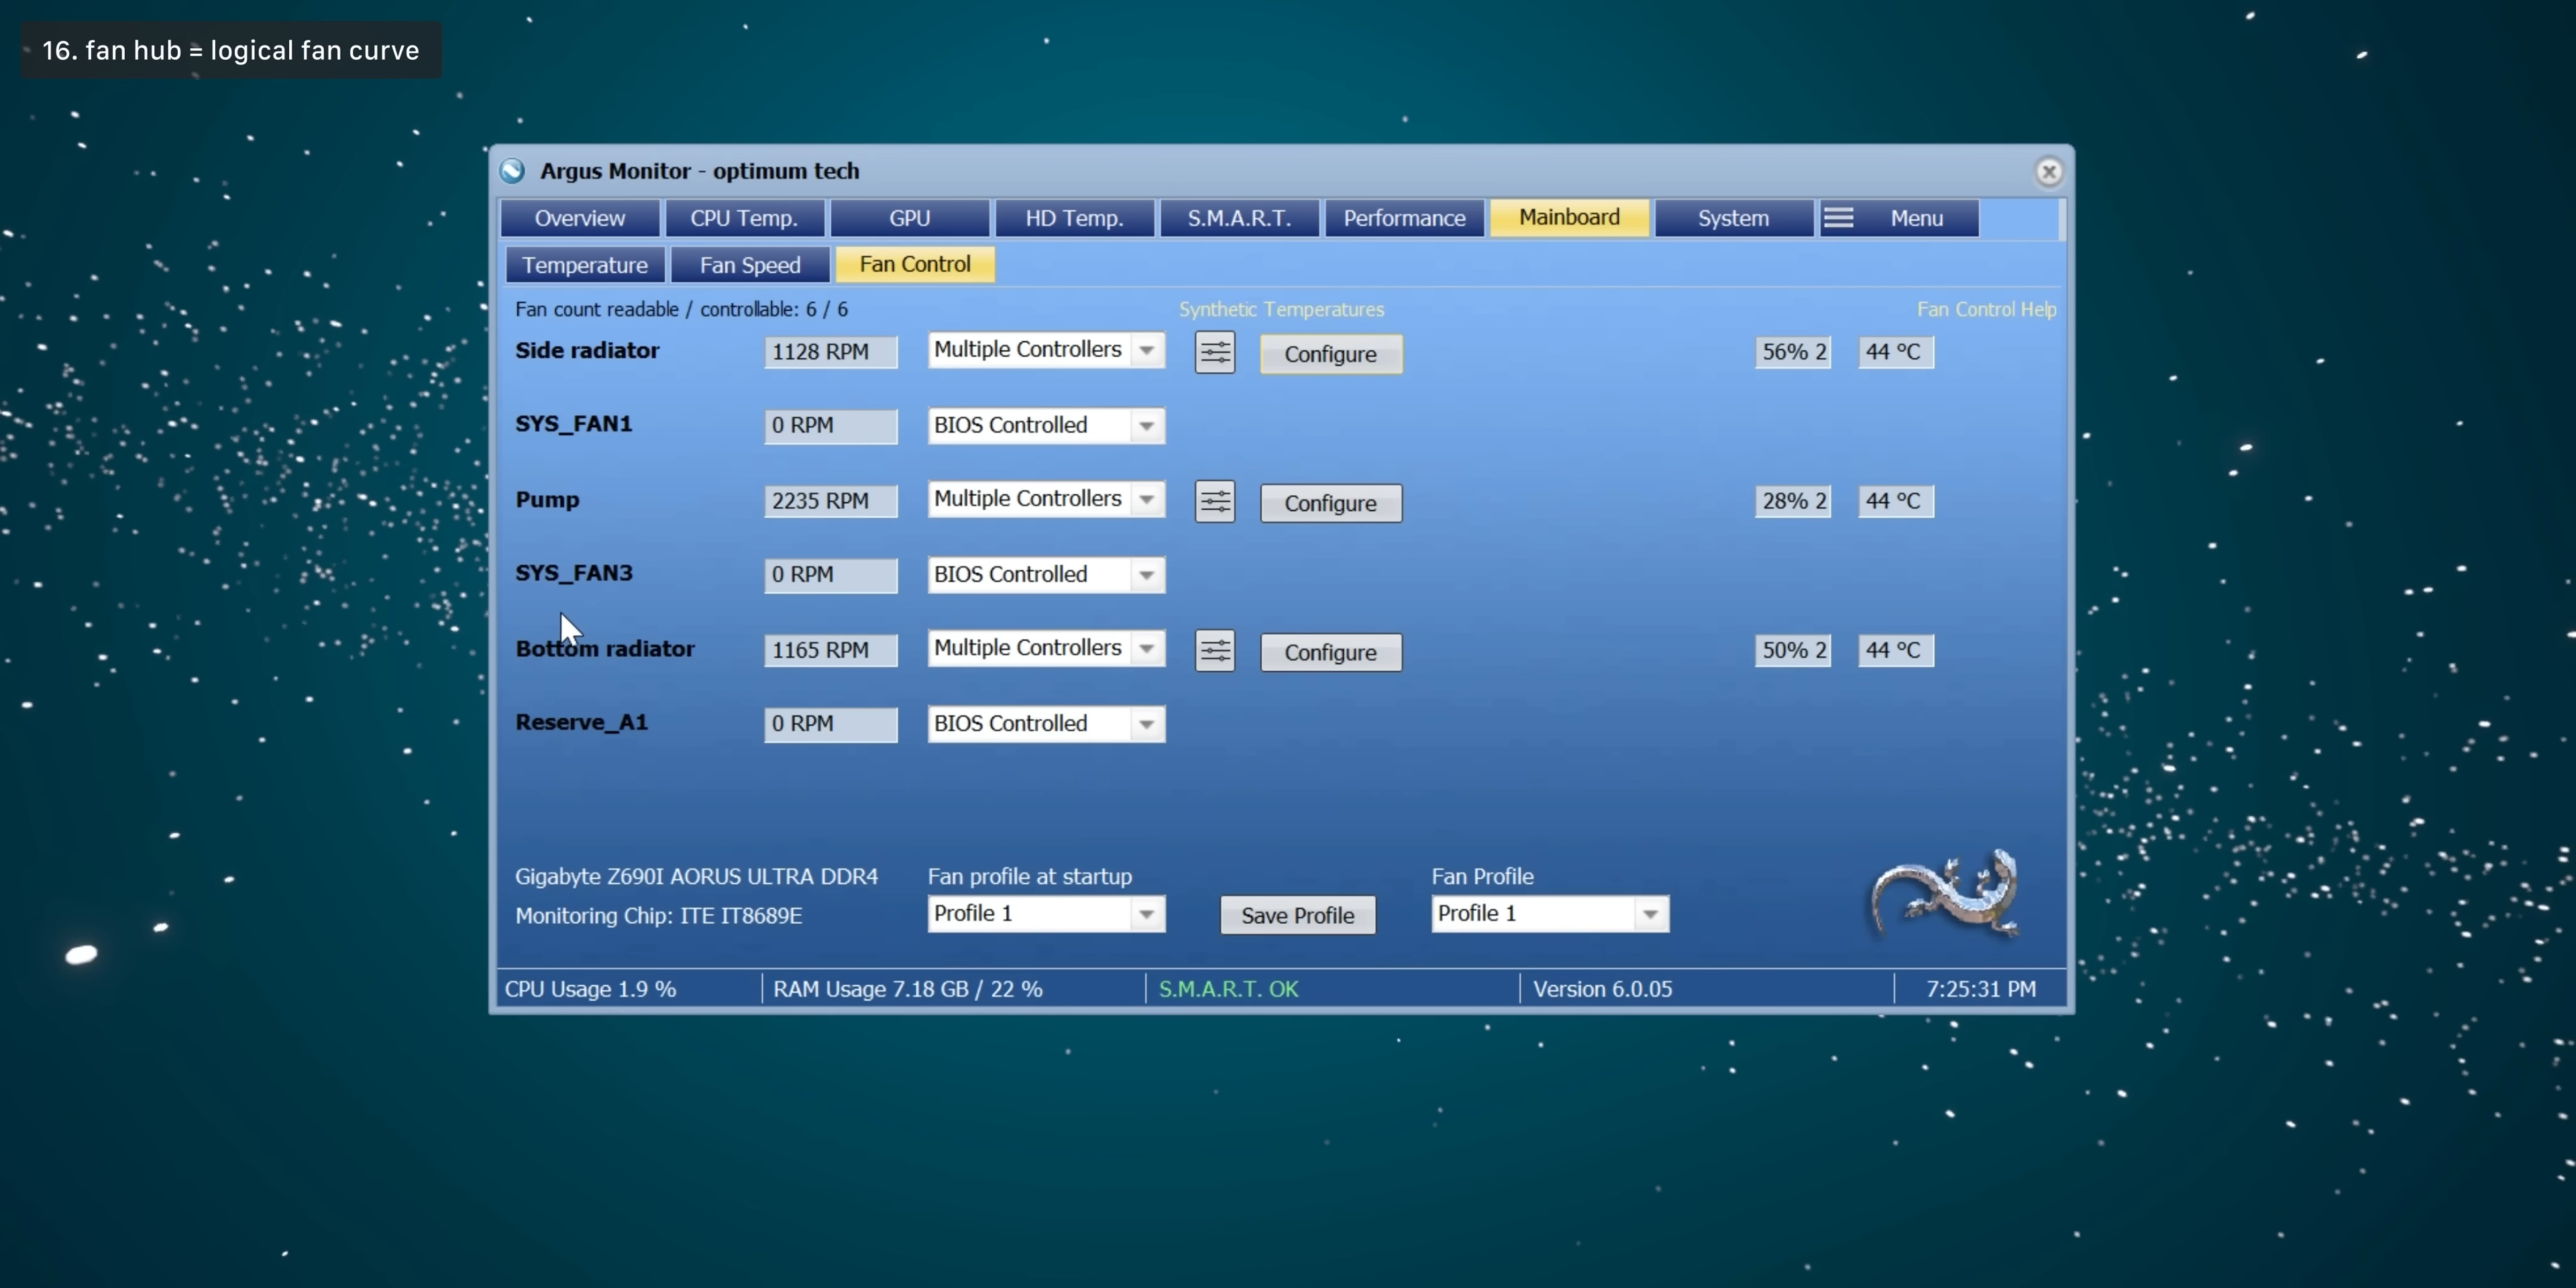 16. fan hub = logical fan curve
Argus Monitor - optimum tech
Overview CPU Temp. GPU HD Temp. S.M.A.R.T. Performance Mainboard System Menu
Temperature Fan Speed Fan Control
Fan count readable / controllable: 6 / 6 Synthetic Temperatures Fan Control Help
Side radiator 1128 RPM Multiple Controllers Configure 56% 2 44 °C
SYS_FAN1 0 RPM BIOS Controlled
Pump 2235 RPM Multiple Controllers Configure 28% 2 44 °C
SYS_FAN3 0 RPM BIOS Controlled
Bottom radiator 1165 RPM Multiple Controllers Configure 50% 2 44 °C
Reserve_A1 0 RPM BIOS Controlled
Gigabyte Z690I AORUS ULTRA DDR4 Fan profile at startup Fan Profile
Monitoring Chip: ITE IT8689E Profile 1 Save Profile Profile 1
CPU Usage 1.9 % RAM Usage 7.18 GB / 22 % S.M.A.R.T. OK Version 6.0.05 7:25:31 PM